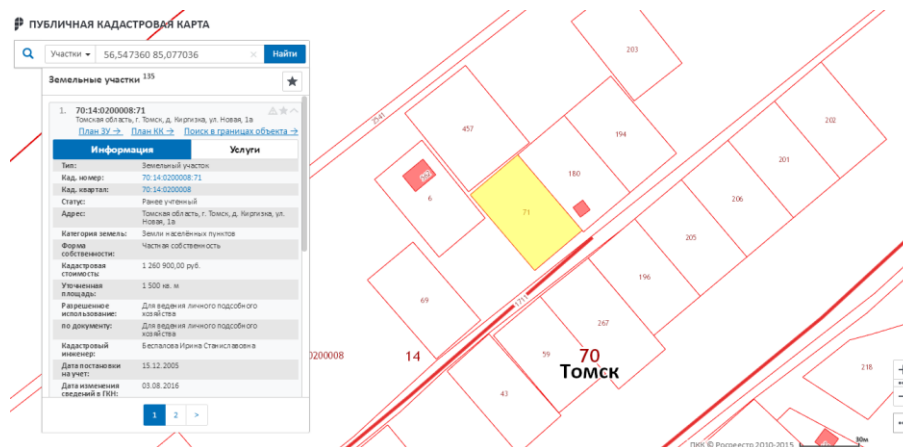 ПУБЛИЧНАЯ КАДАСТРОВАЯ КАРТА
Участки 56,547360 85,077036 × Найти
Земельные участки 135
1. 70:14:0200008:71
Томская область, г. Томск, д. Киргизка, ул. Новая, 1а
План ЗУ → План КК → Поиск в границах объекта →
Информация Услуги
Тип: Земельный участок
Кад. номер: 70:14:0200008:71
Кад. квартал: 70:14:0200008
Статус: Ранее учтенный
Адрес: Томская область, г. Томск, д. Киргизка, ул.
Новая, 1а
Категория земель: Земли населённых пунктов
Форма Частная собственность
собственности:
Кадастровая 1 260 900,00 руб.
стоимость:
Уточненная 1 500 кв. м
площадь:
Разрешенное Для ведения личного подсобного
использование: хозяйства
по документу: Для ведения личного подсобного
хозяйства
Кадастровый Беспалова Ирина Станиславовна
инженер:
Дата постановки 15.12.2005
на учет:
Дата изменения 03.08.2016
сведений в ГКН:
1 2 >
203
2541
457
194
202
180
201
6
71
206
205
196
69
1711
267
0200008
14
59
70
Томск
43
218
30м
ПКК © Росреестр 2010-2015